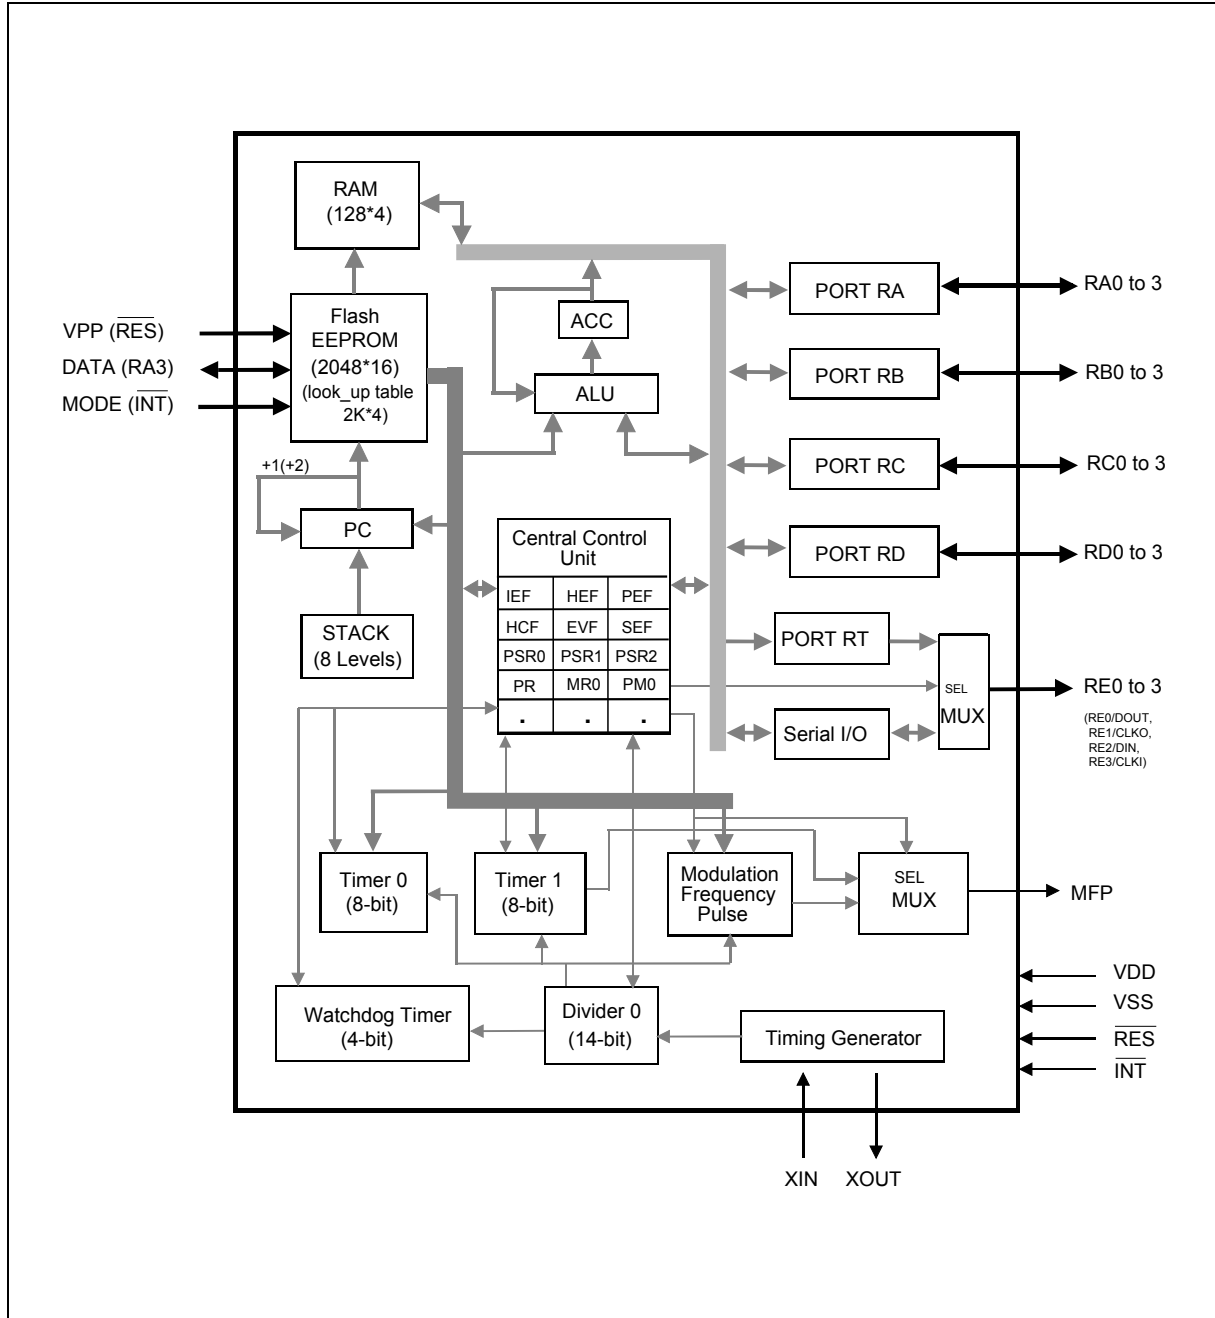 RAM
(128*4)
Flash
EEPROM
(2048*16)
(look_up table
2K*4)
VPP (RES)
DATA (RA3)
MODE (INT)
ACC
ALU
+1(+2)
PC
STACK
(8 Levels)
Central Control
Unit
IEF HEF PEF
HCF EVF SEF
PSR0 PSR1 PSR2
PR MR0 PM0
. . .
PORT RA
RA0 to 3
PORT RB
RB0 to 3
PORT RC
RC0 to 3
PORT RD
RD0 to 3
PORT RT
Serial I/O
SEL
MUX
RE0 to 3
(RE0/DOUT,
RE1/CLKO,
RE2/DIN,
RE3/CLKI)
Timer 0
(8-bit)
Timer 1
(8-bit)
Modulation
Frequency
Pulse
SEL
MUX
MFP
Watchdog Timer
(4-bit)
Divider 0
(14-bit)
Timing Generator
VDD
VSS
RES
INT
XIN XOUT